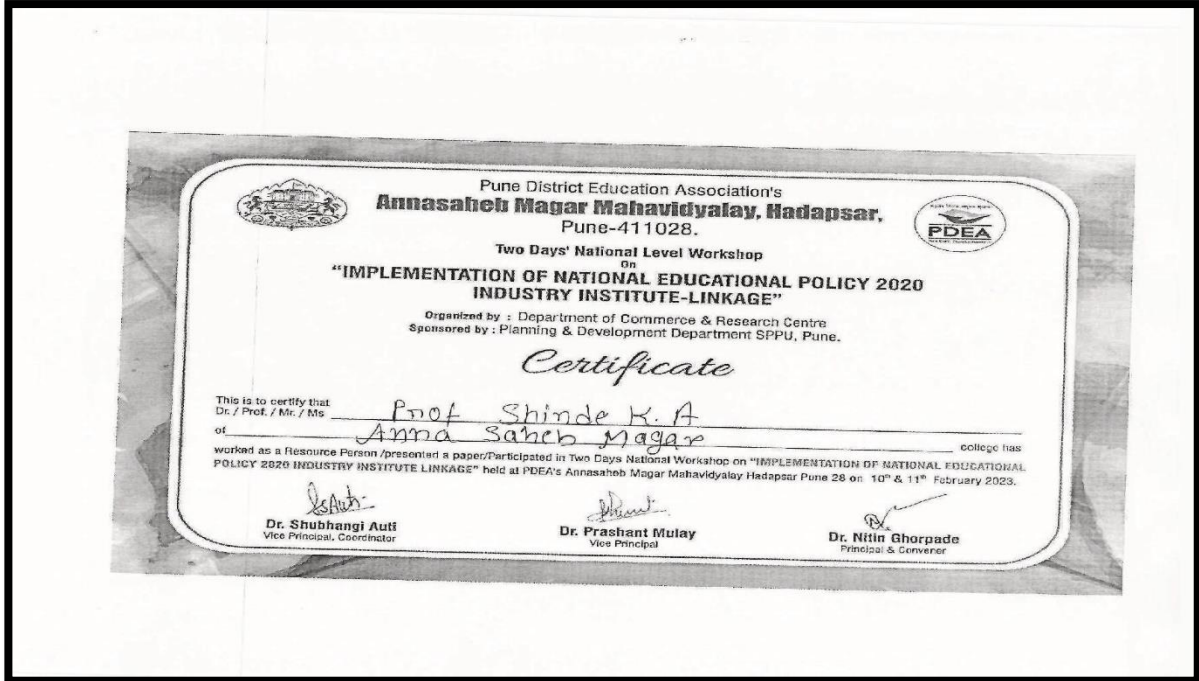 Pune District Education Association's
Annasaheb Magar Mahavidyalay, Hadapsar,
Pune-411028.
PDEA
Two Days' National Level Workshop
On
"IMPLEMENTATION OF NATIONAL EDUCATIONAL POLICY 2020
INDUSTRY INSTITUTE-LINKAGE"
Organized by : Department of Commerce & Research Centre
Sponsored by : Planning & Development Department SPPU, Pune.
Certificate
This is to certify that
Dr. / Prof. / Mr. / Ms Prof Shinde K. A
of Anna Saheb Magar college has
worked as a Resource Person /presented a paper/Participated in Two Days National Workshop on "IMPLEMENTATION OF NATIONAL EDUCATIONAL
POLICY 2020 INDUSTRY INSTITUTE LINKAGE" held at PDEA's Annasaheb Magar Mahavidyalay Hadapsar Pune 28 on 10th & 11th February 2023.
Dr. Shubhangi Auti
Vice Principal, Coordinator
Dr. Prashant Mulay
Vice Principal
Dr. Nitin Ghorpade
Principal & Convener